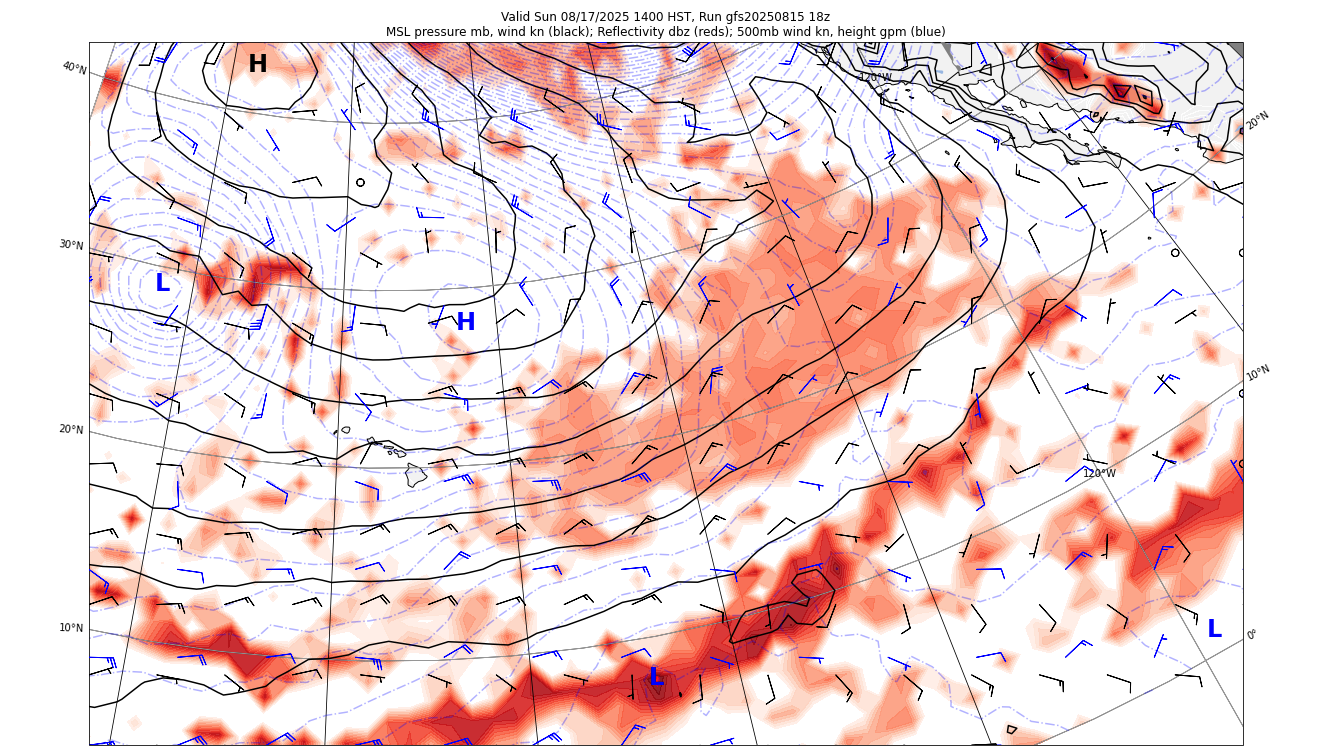 Valid Sun 08/17/2025 1400 HST, Run gfs20250815 18z
MSL pressure mb, wind kn (black); Reflectivity dbz (reds); 500mb wind kn, height gpm (blue)
40°N
H
120°W
20°N
30°N
L
H
10°N
20°N
120°W
10°N
L
0°
L